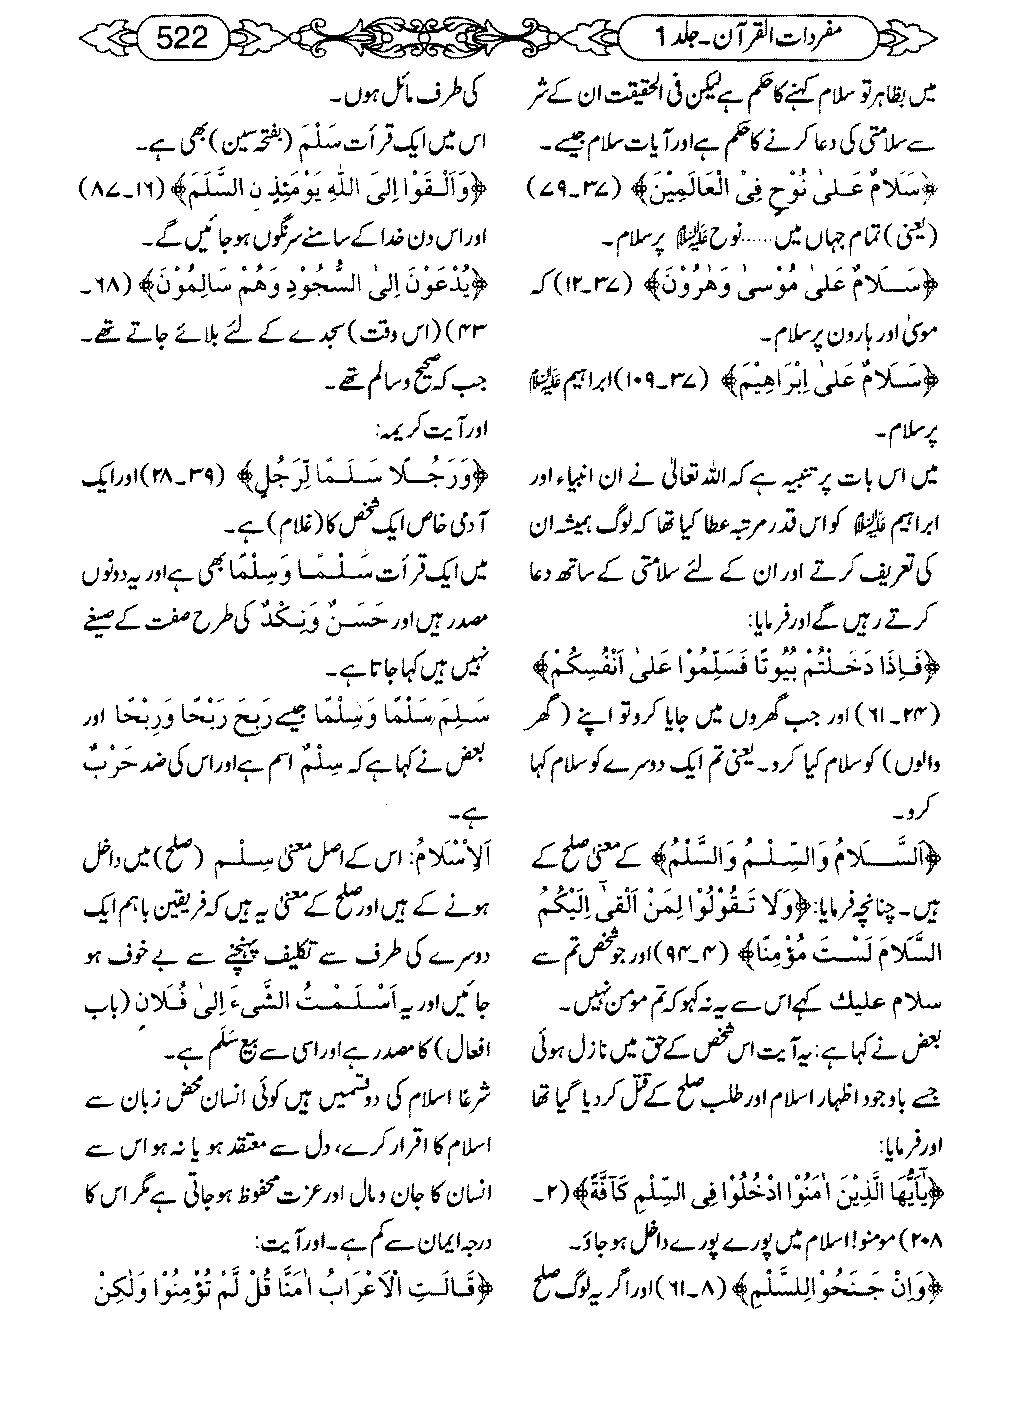 مفردات القرآن۔جلد 1
522
میں بظاہر تو سلام کہنے کا حکم ہے لیکن فی الحقیقت ان کے شر
سے سلامتی کی دعا کرنے کا حکم ہے اور آیات سلام جیسے۔
﴿سَلَامٌ عَلىٰ نُوْحٍ فِیْ الْعَالَمِیْنَ﴾ (۳۷۔۷۹)
(یعنی) تمام جہاں میں......نوح علیہ السلام پر سلام۔
﴿سَلَامٌ عَلىٰ مُوْسىٰ وَهٰرُوْنَ﴾ (۳۷۔۱۲) کہ
موسیٰ اور ہارون پر سلام۔
﴿سَلَامٌ عَلىٰ اِبْرَاهِیْمَ﴾ (۳۷۔۱۰۹) ابراہیم علیہ السلام
پر سلام۔
میں اس بات پر تنبیہ ہے کہ اللہ تعالیٰ نے ان انبیاء اور
ابراہیم علیہ السلام کو اس قدر مرتبہ عطا کیا تھا کہ لوگ ہمیشہ ان
کی تعریف کرتے اور ان کے لئے سلامتی کے ساتھ دعا
کرتے رہیں گے اور فرمایا:
﴿فَاِذَا دَخَلْتُمْ بُیُوتًا فَسَلِّمُوْا عَلىٰ اَنْفُسِکُمْ﴾
(۲۴۔۶۱) اور جب گھروں میں جایا کرو تو اپنے (گھر
والوں) کو سلام کیا کرو۔یعنی تم ایک دوسرے کو سلام کہا
کرو۔
﴿اَلسَّلَامُ وَالسِّلْمُ وَالسَّلْمُ﴾ کے معنی صلح کے
ہیں۔چنانچہ فرمایا:﴿وَلَا تَقُوْلُوْا لِمَنْ اَلْقىٰٓ اِلَیْکُمُ
السَّلَامَ لَسْتَ مُؤْمِنًا﴾ (۴۔۹۴) اور جو شخص تم سے
سلام علیك کہے اس سے یہ نہ کہو کہ تم مومن نہیں۔
بعض نے کہا ہے: یہ آیت اس شخص کے حق میں نازل ہوئی
جسے باوجود اظہار اسلام اور طلب صلح کے قتل کر دیا گیا تھا
اور فرمایا:
﴿یٰٓاَیُّهَا الَّذِیْنَ اٰمَنُوْا ادْخُلُوْا فِی السِّلْمِ کَآفَّةً﴾ (۲۔
۲۰۸) مومنو! اسلام میں پورے پورے داخل ہو جاؤ۔
﴿وَاِنْ جَنَحُوْا لِلسَّلْمِ﴾ (۸۔۶۱) اور اگر یہ لوگ صلح
کی طرف مائل ہوں۔
اس میں ایک قرأت سَلْمَ (بفتحہ سین) بھی ہے۔
﴿وَاَلْقَوْا اِلَی اللّٰهِ یَوْمَئِذِ نِ السَّلَمَ﴾ (۱۶۔۸۷)
اور اس دن خدا کے سامنے سرنگوں ہو جائیں گے۔
﴿یُدْعَوْنَ اِلىٰ السُّجُوْدِ وَهُمْ سَالِمُوْنَ﴾ (۶۸۔
۴۳) (اس وقت) سجدے کے لئے بلائے جاتے تھے۔
جب کہ صحیح و سالم تھے۔
اور آیت کریمہ:
﴿وَرَجُلًا سَلَمًا لِّرَجُلٍ﴾ (۳۹۔۲۸) اور ایک
آدمی خاص ایک شخص کا (غلام) ہے۔
میں ایک قرأت سَلْمًا وَسِلْمًا بھی ہے اور یہ دونوں
مصدر ہیں اور حَسَنٌ وَنِکْدٌ کی طرح صفت کے صیغے
نہیں ہیں کہا جاتا ہے۔
سَلِمَ، سَلْمًا وَسِلْمًا جیسے رَبِحَ رَبْحًا وَرِبْحًا اور
بعض نے کہا ہے کہ سِلْمٌ اسم ہے اور اس کی ضد حَرْبٌ
ہے۔
اَلْاِسْلَامُ: اس کے اصل معنی سِلْم (صلح) میں داخل
ہونے کے ہیں اور صلح کے معنی یہ ہیں کہ فریقین باہم ایک
دوسرے کی طرف سے تکلیف پہنچنے سے بے خوف ہو
جائیں اور یہ اَسْلَمْتُ الشَّیْءَ اِلىٰ فُلَانٍ (باب
افعال) کا مصدر ہے اور اسی سے بیع سَلَم ہے۔
شرعاً اسلام کی دو قسمیں ہیں کوئی انسان محض زبان سے
اسلام کا اقرار کرے، دل سے معتقد ہو یا نہ ہو اس سے
انسان کا جان و مال اور عزت محفوظ ہو جاتی ہے مگر اس کا
درجہ ایمان سے کم ہے۔اور آیت:
﴿قَالَتِ الْاَعْرَابُ اٰمَنَّا قُلْ لَّمْ تُؤْمِنُوْا وَلٰکِنْ